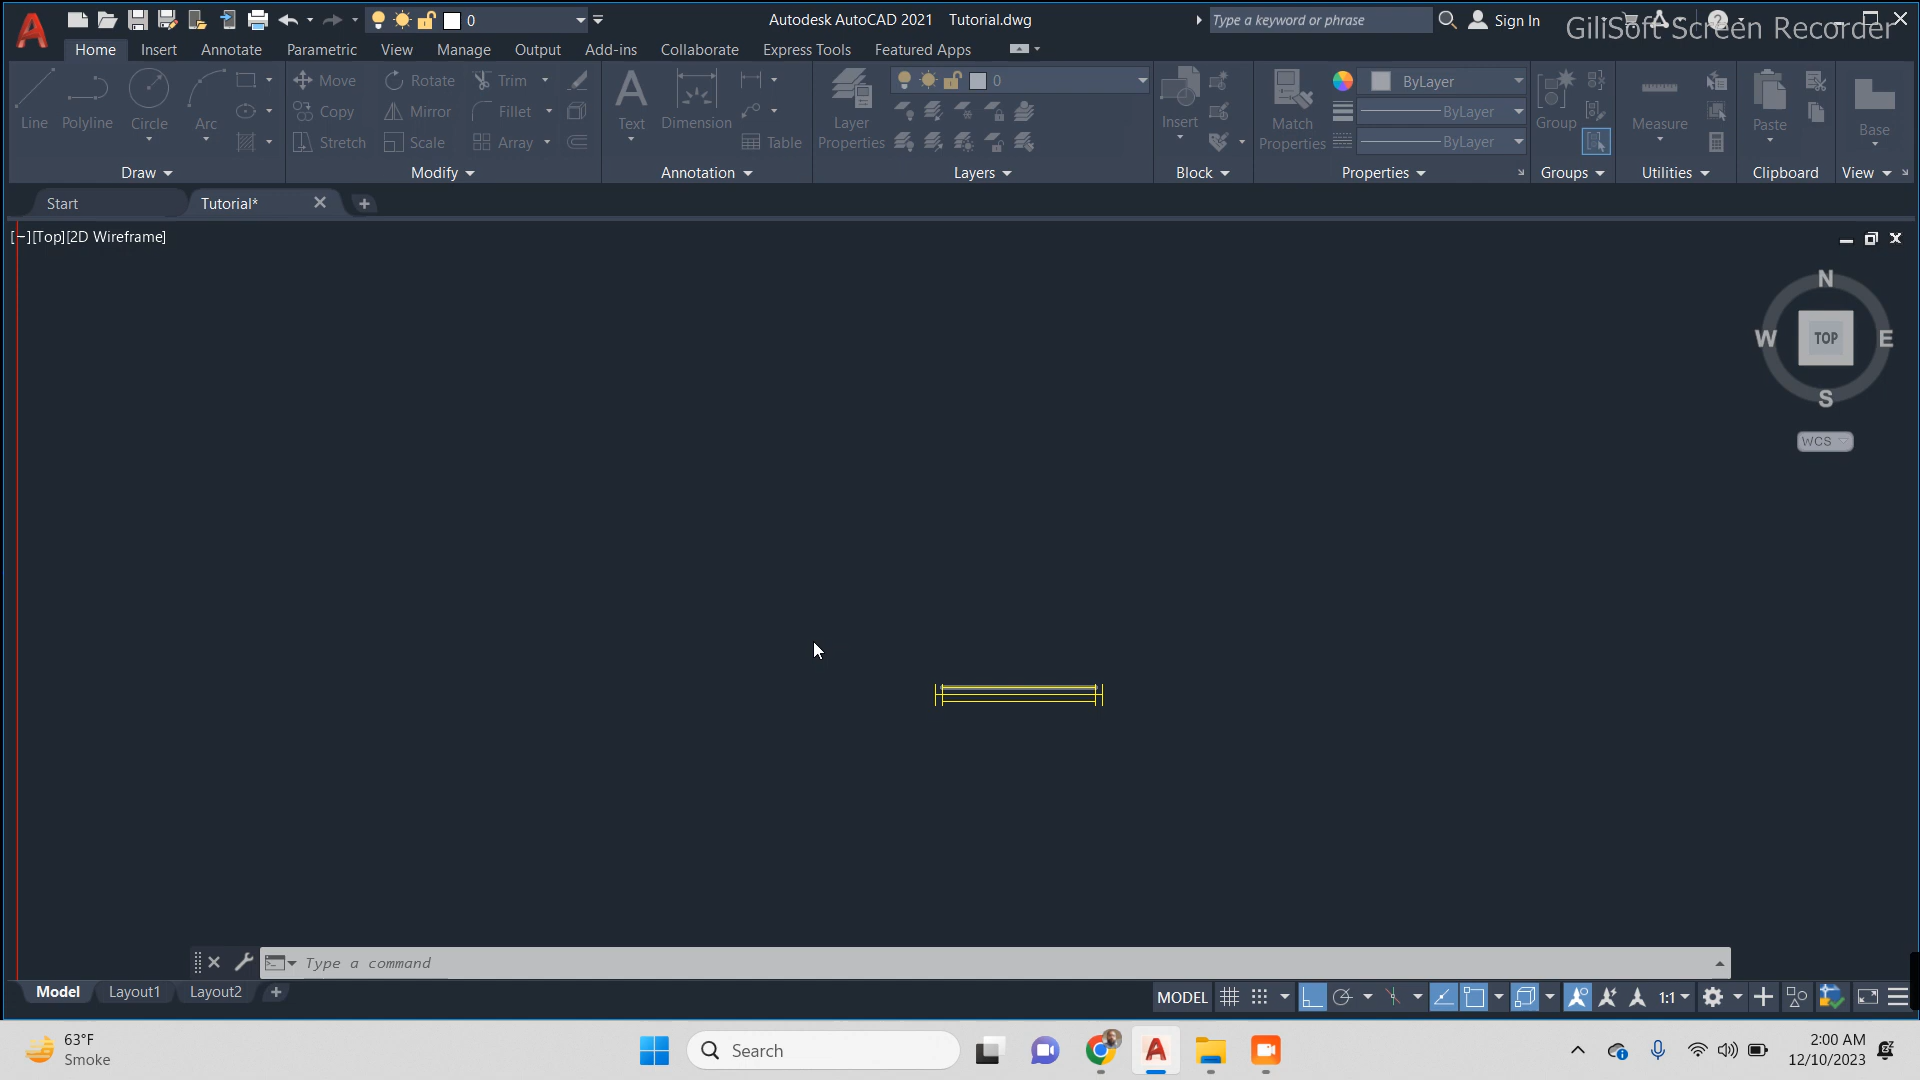 0 Autodesk AutoCAD 2021 Tutorial.dwg Type a keyword or phrase Sign In
GiliSoft Screen Recorder
Home Insert Annotate Parametric View Manage Output Add-ins Collaborate Express Tools Featured Apps
Line Polyline Circle Arc
Move Rotate Trim
Copy Mirror Fillet
Stretch Scale Array
Text Dimension Table
Layer Properties
0
Insert
Match Properties
ByLayer
ByLayer
ByLayer
Group
Measure
Paste
Base
Draw Modify Annotation Layers Block Properties Groups Utilities Clipboard View
Start Tutorial*
[−][Top][2D Wireframe]
N
W TOP E
S
WCS
Type a command
Model Layout1 Layout2
MODEL 1:1
63°F
Smoke
Search
2:00 AM
12/10/2023